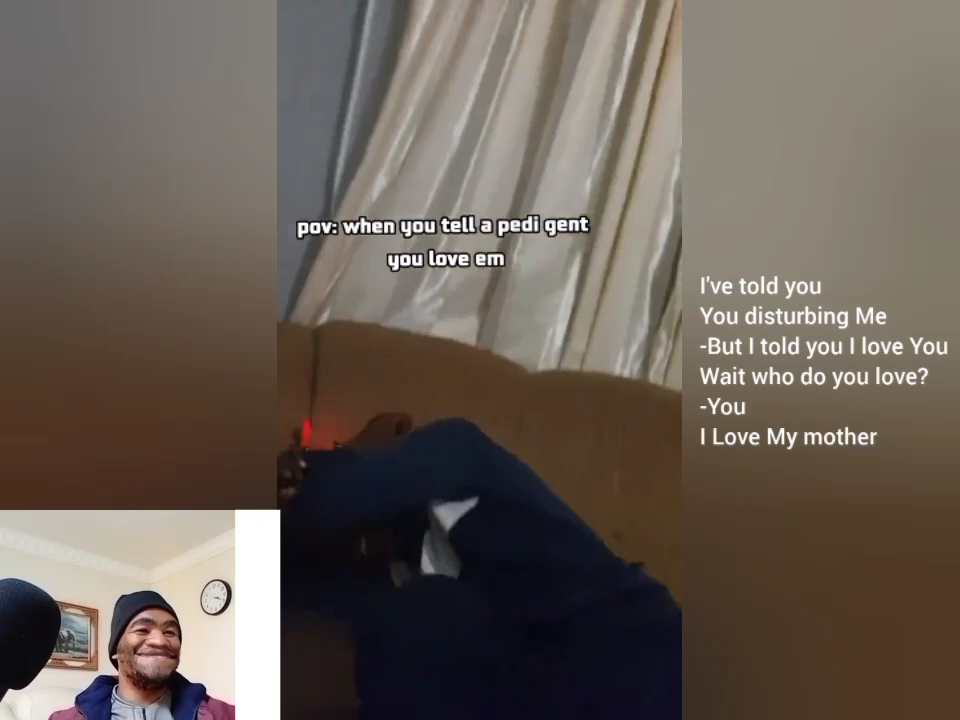 pov: when you tell a pedi gent
you love em
I've told you
You disturbing Me
-But I told you I love You
Wait who do you love?
-You
I Love My mother